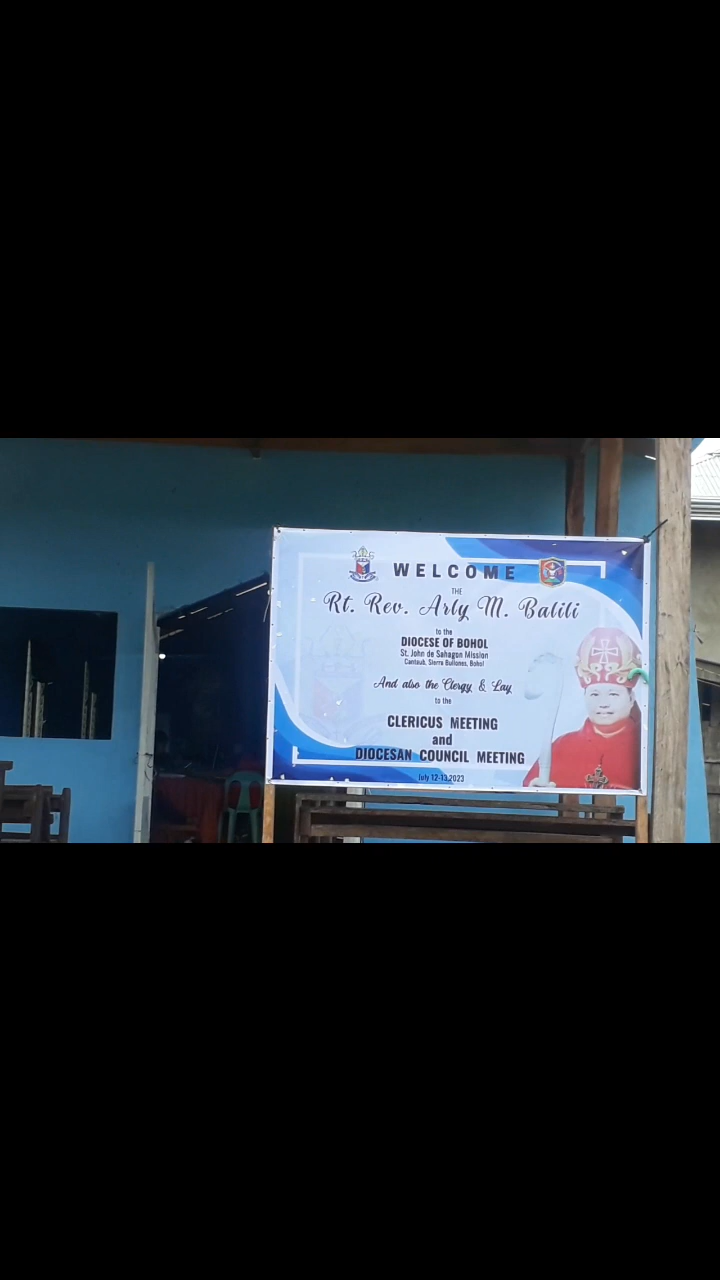 WELCOME
THE
Rt. Rev. Arly M. Balili
to the
DIOCESE OF BOHOL
St. John de Sahagun Mission
Cantaub, Sierra Bullones, Bohol
And also the Clergy & Lay
to the
CLERICUS MEETING
and
DIOCESAN COUNCIL MEETING
July 12-13, 2023